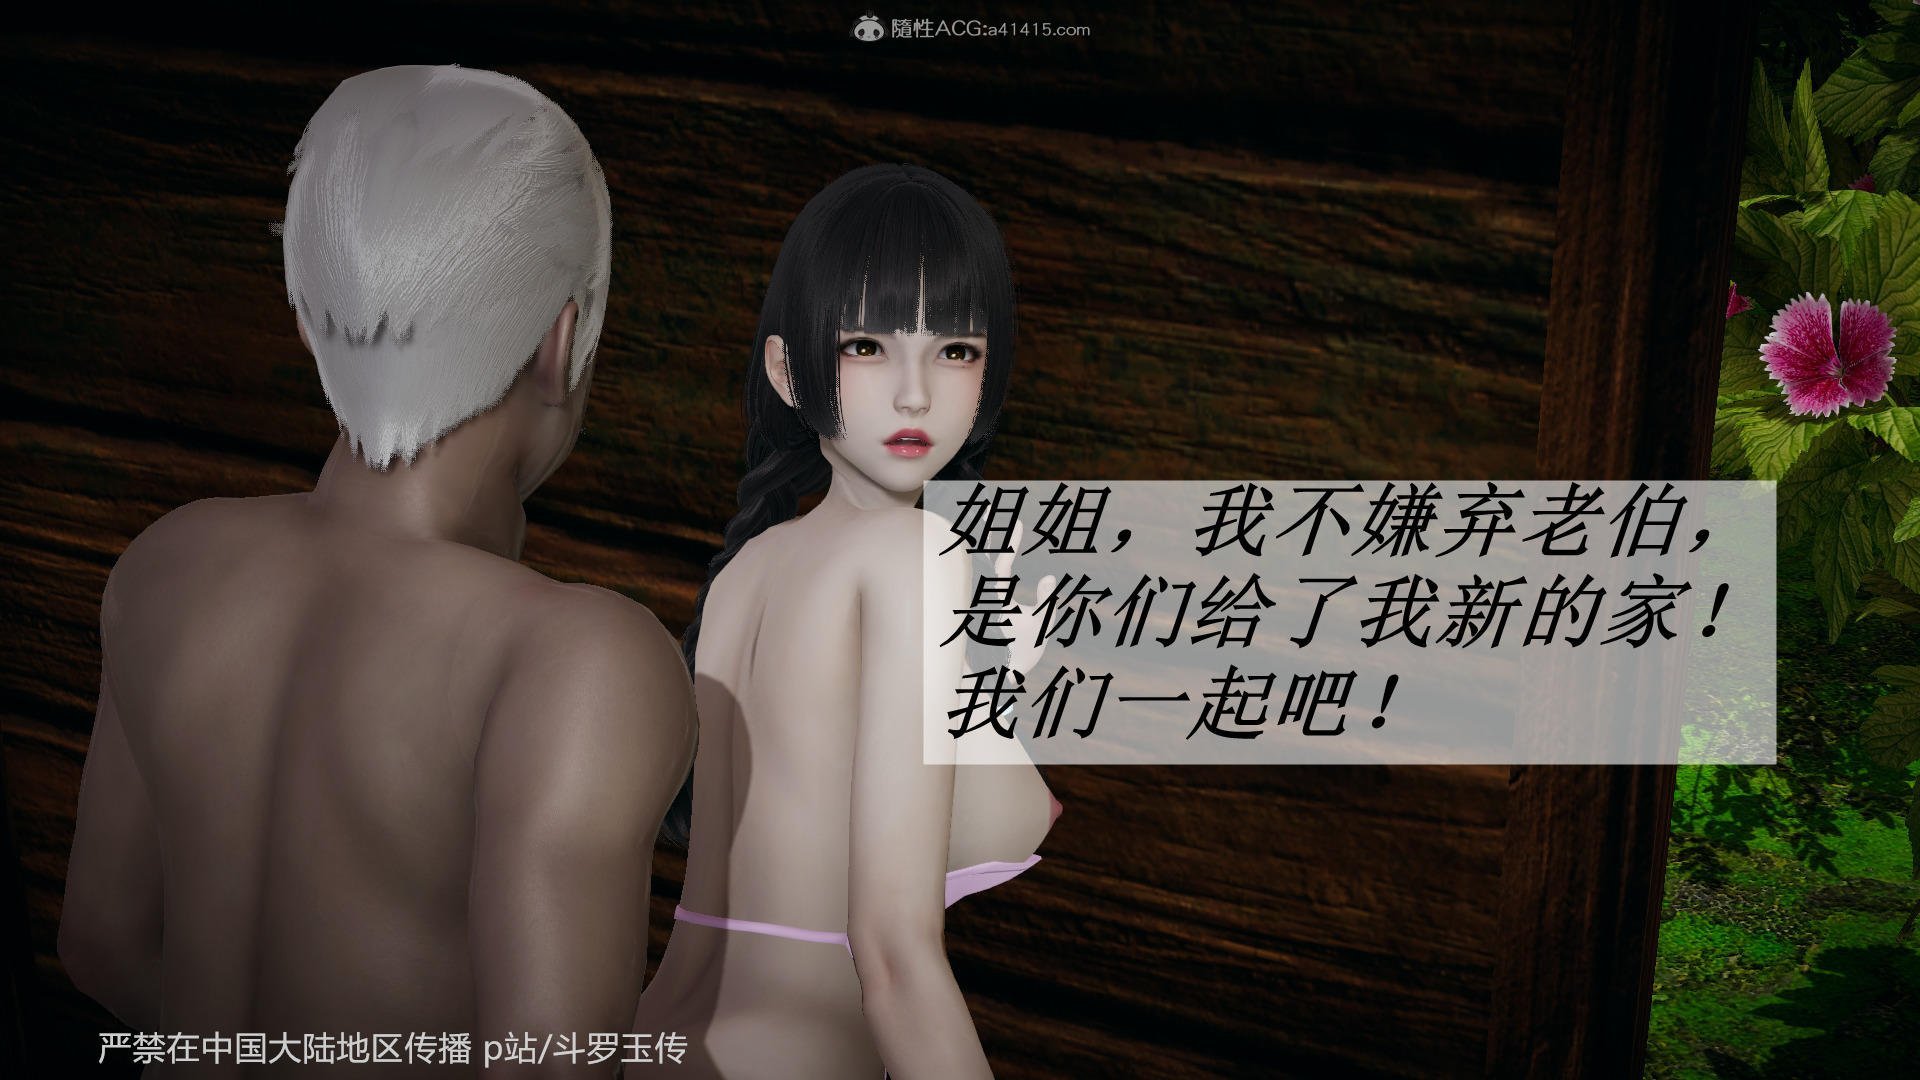 隨性ACG:a41415.com
姐姐，我不嫌弃老伯，
是你们给了我新的家！
我们一起吧！
严禁在中国大陆地区传播 p站/斗罗玉传